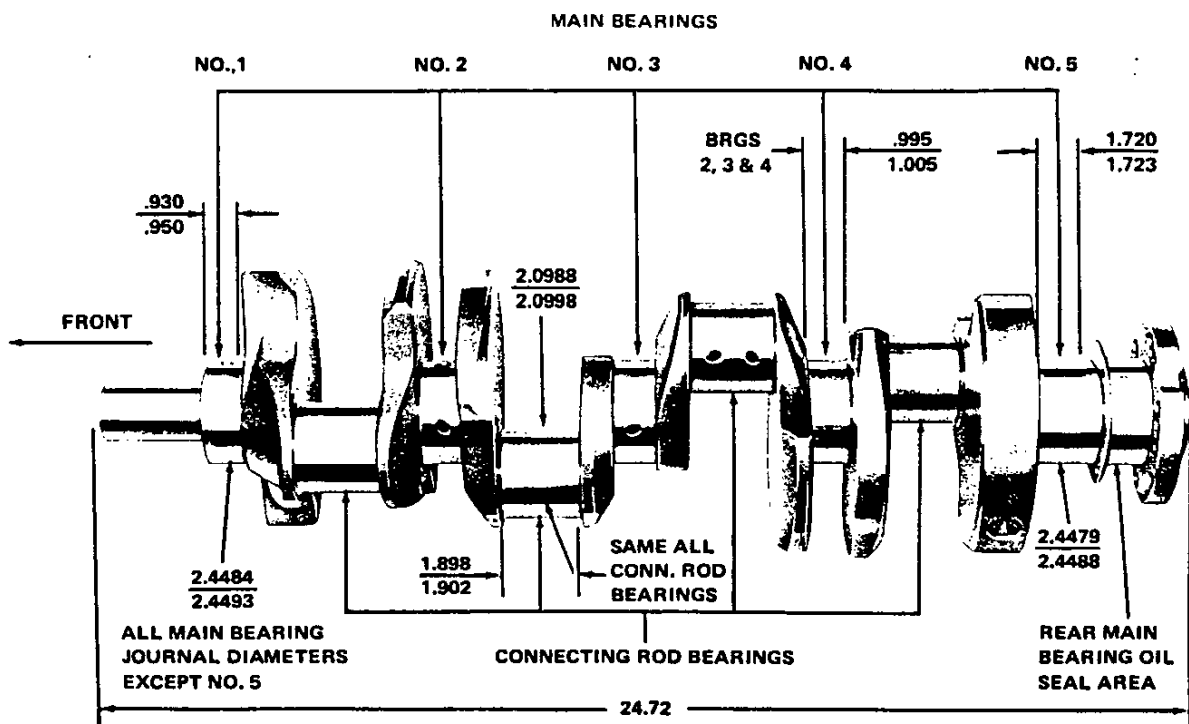 MAIN BEARINGS
NO.,1 NO. 2 NO. 3 NO. 4 NO. 5
BRGS
2, 3 & 4
.995
1.005
1.720
1.723
.930
.950
2.0988
2.0998
FRONT
2.4484
2.4493
1.898
1.902
SAME ALL
CONN. ROD
BEARINGS
2.4479
2.4488
ALL MAIN BEARING
JOURNAL DIAMETERS
EXCEPT NO. 5
CONNECTING ROD BEARINGS
REAR MAIN
BEARING OIL
SEAL AREA
24.72